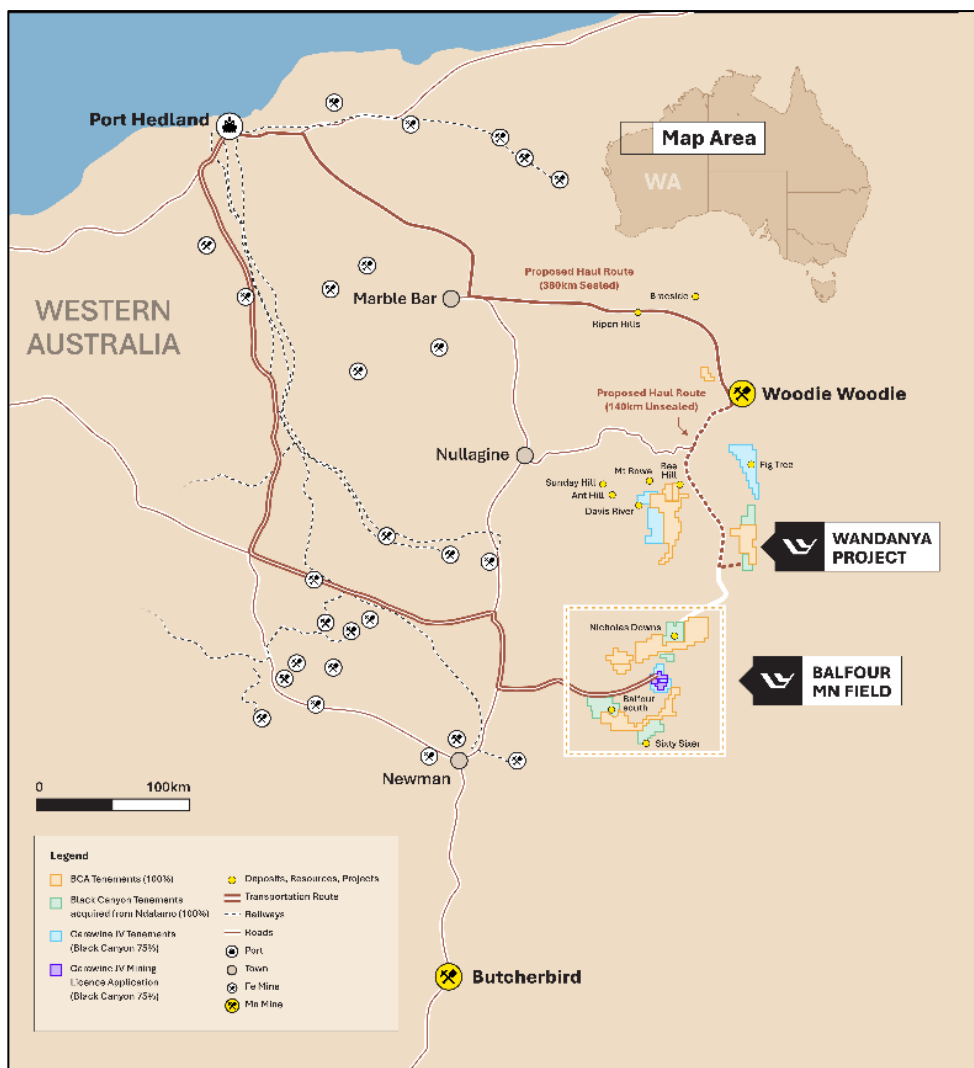 Port Hedland
Map Area
WA
WESTERN
AUSTRALIA
Marble Bar
Proposed Haul Route
(380km Sealed)
Braeside
Ripon Hills
Proposed Haul Route
(140km Unsealed)
Woodie Woodie
Nullagine
Fig Tree
Mt Rowe
Bee
Hill
Sunday Hill
Ant Hill
Davis River
WANDANYA
PROJECT
Nicholas Downs
BALFOUR
MN FIELD
Balfour
South
Sixty Sixer
Newman
0
100km
Butcherbird
Legend
BCA Tenements (100%)
Black Canyon Tenements
acquired from Ndalamo (100%)
Carawine JV Tenements
(Black Canyon 75%)
Carawine JV Mining
Licence Application
(Black Canyon 75%)
Deposits, Resources, Projects
Transportation Route
Railways
Roads
Port
Town
Fe Mine
Mn Mine